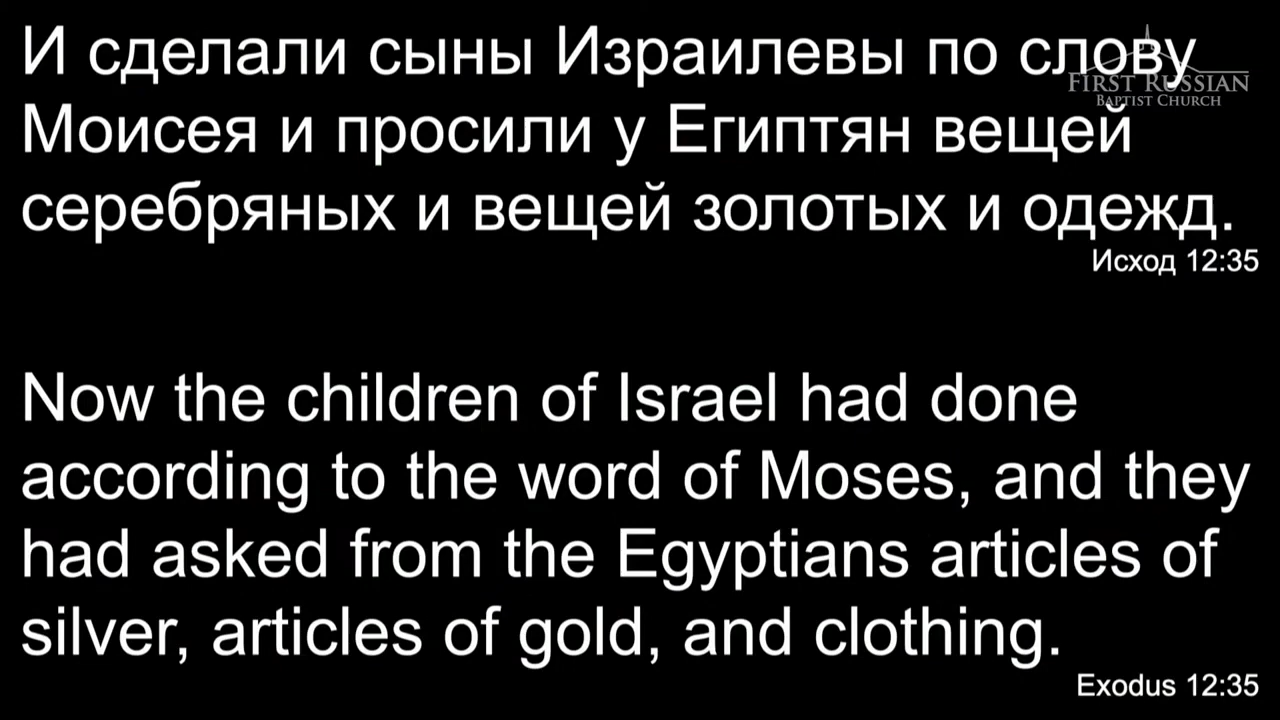 И сделали сыны Израилевы по слову
FIRST RUSSIAN
BAPTIST CHURCH
Моисея и просили у Египтян вещей
серебряных и вещей золотых и одежд.
Исход 12:35
Now the children of Israel had done
according to the word of Moses, and they
had asked from the Egyptians articles of
silver, articles of gold, and clothing.
Exodus 12:35